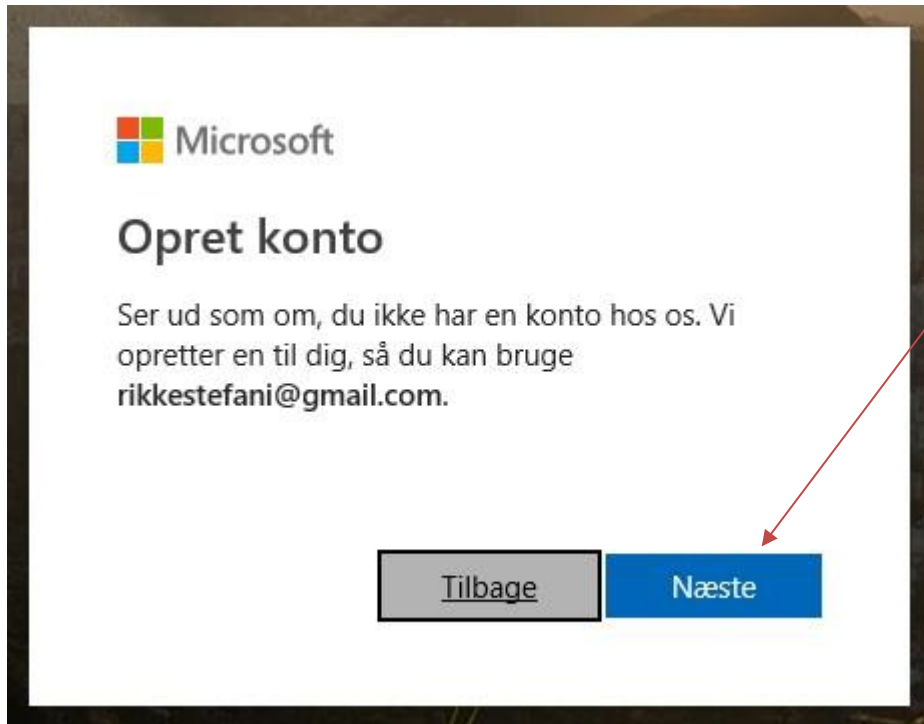 Microsoft
Opret konto
Ser ud som om, du ikke har en konto hos os. Vi
opretter en til dig, så du kan bruge
rikkestefani@gmail.com.
Tilbage
Næste